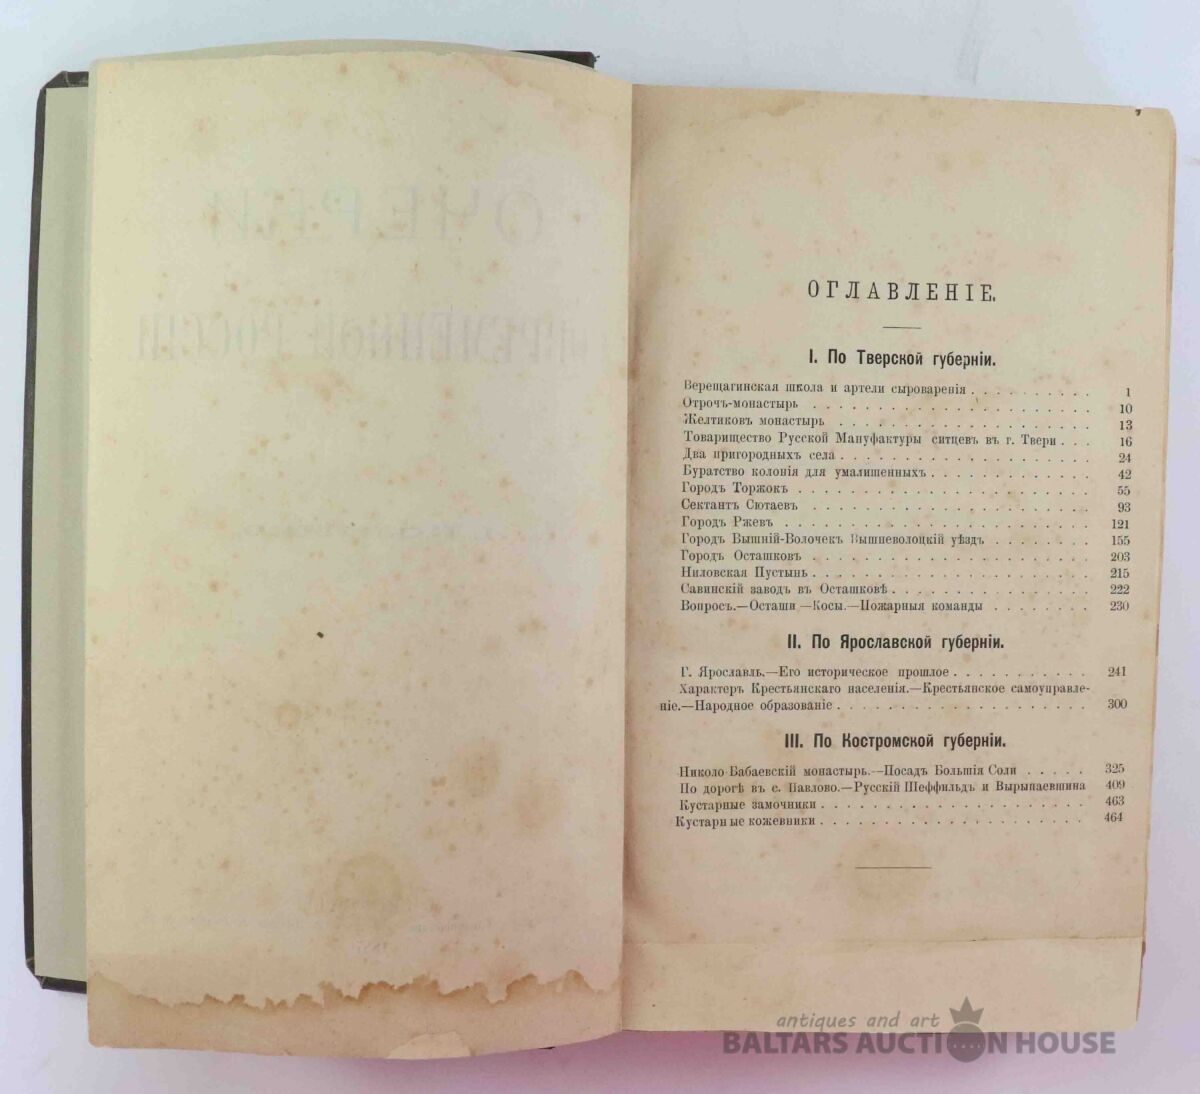 ОЧЕРКИ
РОССІИ
ОГЛАВЛЕНІЕ.
I. По Тверской губерніи.
Верещагинская школа и артели сыроваренія . . . . . . . . . . 1
Отрочъ-монастырь . . . . . . . . . . 10
Желтиковъ монастырь . . . . . . . . . . 13
Товарищество Русской Мануфактуры ситцевъ въ г. Твери . . . 16
Два пригородныхъ села . . . . . . . . . . 24
Буратство колонія для умалишенныхъ . . . . . . . . . . 42
Городъ Торжокъ . . . . . . . . . . 55
Сектантъ Сютаевъ . . . . . . . . . . 93
Городъ Ржевъ . . . . . . . . . . 121
Городъ Вышній-Волочекъ Вышневолоцкій уѣздъ . . . . . . . . 155
Городъ Осташковъ . . . . . . . . . . 203
Ниловская Пустынь . . . . . . . . . . 215
Савинскій заводъ въ Осташковѣ . . . . . . . . . . 222
Вопросъ.—Осташи —Косы.—Пожарныя команды . . . . . . . . 230
II. По Ярославской губерніи.
Г. Ярославль.—Его историческое прошлое . . . . . . . . . . 241
Характеръ Крестьянскаго населенія.—Крестьянское самоуправле-
ніе.—Народное образованіе . . . . . . . . . . 300
III. По Костромской губерніи.
Николо Бабаевскій монастырь.—Посадъ Большія Соли . . . . . 325
По дорогѣ въ с. Павлово.—Русскій Шеффильдъ и Вырыпаевшина 409
Кустарные замочники . . . . . . . . . . 463
Кустарные кожевники . . . . . . . . . . 464
antiques and art
BALTARS AUCTION HOUSE